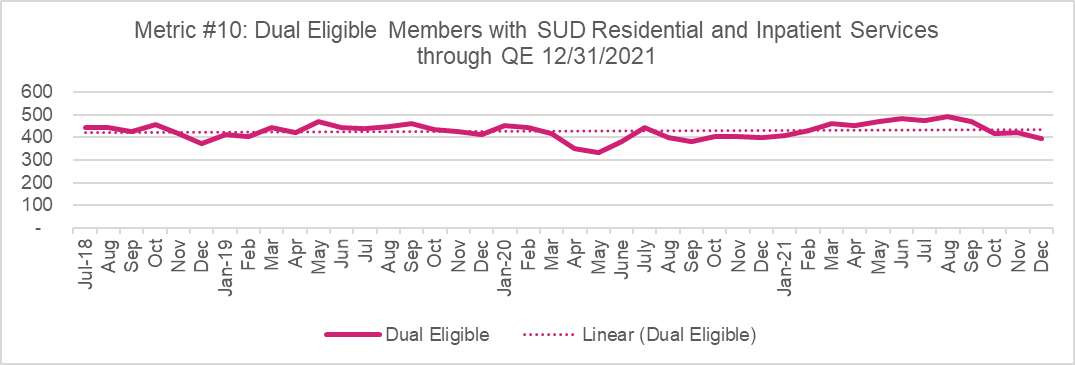 Metric #10: Dual Eligible Members with SUD Residential and Inpatient Services
through QE 12/31/2021
600
500
400
300
200
100
-
Jul-18
Aug
Sep
Oct
Nov
Dec
Jan-19
Feb
Mar
Apr
May
Jun
Jul
Aug
Sep
Oct
Nov
Dec
Jan-20
Feb
Mar
Apr
May
June
July
Aug
Sep
Oct
Nov
Dec
Jan-21
Feb
Mar
Apr
May
Jun
Jul
Aug
Sep
Oct
Nov
Dec
Dual Eligible
Linear (Dual Eligible)